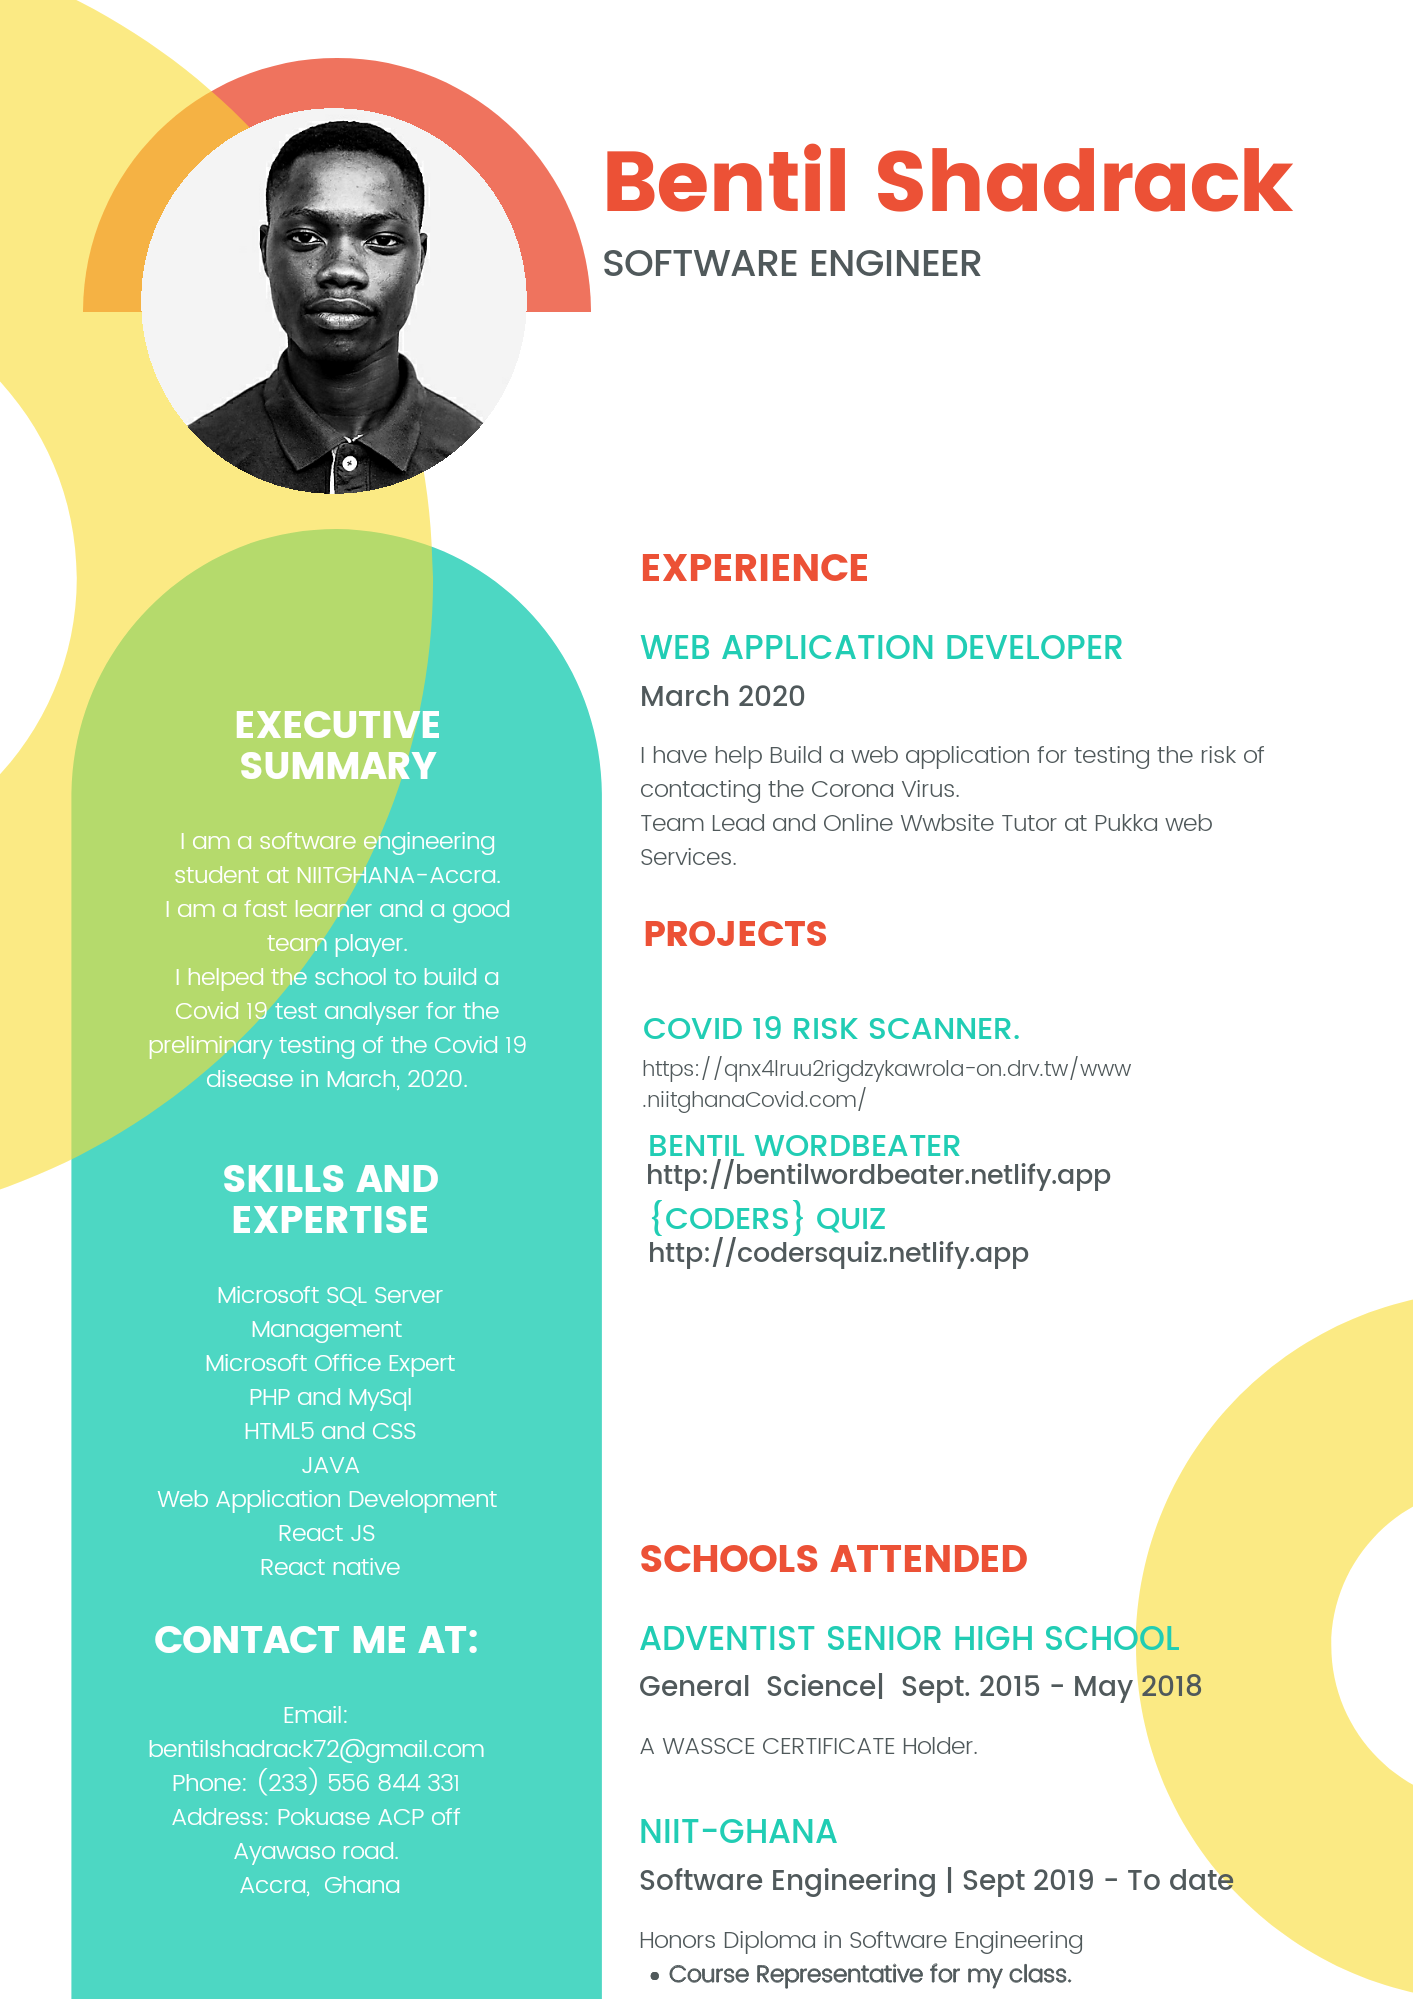 Bentil Shadrack
SOFTWARE ENGINEER
EXECUTIVE
SUMMARY
I am a software engineering
student at NIITGHANA-Accra.
I am a fast learner and a good
team player.
I helped the school to build a
Covid 19 test analyser for the
preliminary testing of the Covid 19
disease in March, 2020.
SKILLS AND
EXPERTISE
Microsoft SQL Server
Management
Microsoft Office Expert
PHP and MySql
HTML5 and CSS
JAVA
Web Application Development
React JS
React native
CONTACT ME AT:
Email:
bentilshadrack72@gmail.com
Phone: (233) 556 844 331
Address: Pokuase ACP off
Ayawaso road.
Accra, Ghana
EXPERIENCE
WEB APPLICATION DEVELOPER
March 2020
I have help Build a web application for testing the risk of
contacting the Corona Virus.
Team Lead and Online Wwbsite Tutor at Pukka web
Services.
PROJECTS
COVID 19 RISK SCANNER.
https://qnx4lruu2rigdzykawrola-on.drv.tw/www
.niitghanaCovid.com/
BENTIL WORDBEATER
http://bentilwordbeater.netlify.app
{CODERS} QUIZ
http://codersquiz.netlify.app
SCHOOLS ATTENDED
ADVENTIST SENIOR HIGH SCHOOL
General Science| Sept. 2015 - May 2018
A WASSCE CERTIFICATE Holder.
NIIT-GHANA
Software Engineering | Sept 2019 - To date
Honors Diploma in Software Engineering
• Course Representative for my class.